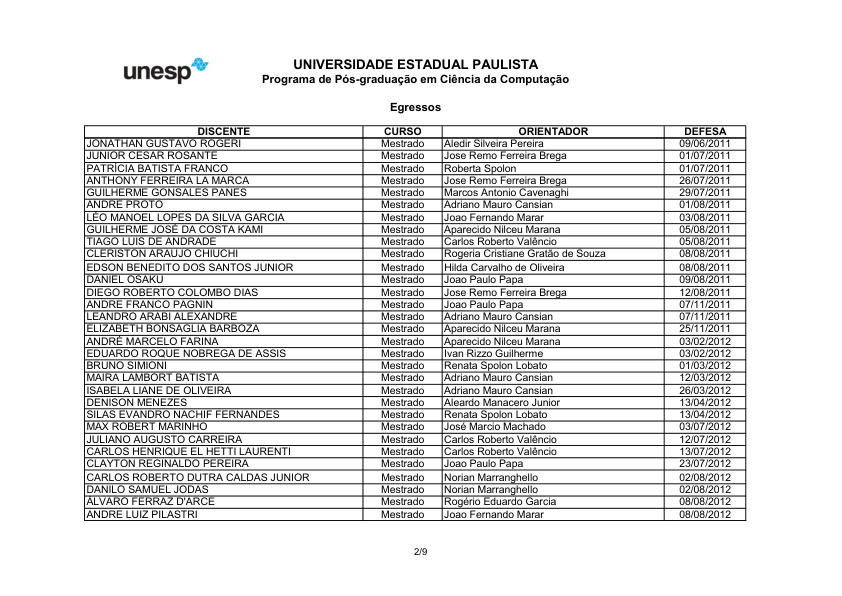 unesp
UNIVERSIDADE ESTADUAL PAULISTA
Programa de Pós-graduação em Ciência da Computação
Egressos
DISCENTE CURSO ORIENTADOR DEFESA
JONATHAN GUSTAVO ROGERI Mestrado Aledir Silveira Pereira 09/06/2011
JUNIOR CESAR ROSANTE Mestrado Jose Remo Ferreira Brega 01/07/2011
PATRÍCIA BATISTA FRANCO Mestrado Roberta Spolon 01/07/2011
ANTHONY FERREIRA LA MARCA Mestrado Jose Remo Ferreira Brega 26/07/2011
GUILHERME GONSALES PANES Mestrado Marcos Antonio Cavenaghi 29/07/2011
ANDRE PROTO Mestrado Adriano Mauro Cansian 01/08/2011
LÉO MANOEL LOPES DA SILVA GARCIA Mestrado Joao Fernando Marar 03/08/2011
GUILHERME JOSÉ DA COSTA KAMI Mestrado Aparecido Nilceu Marana 05/08/2011
TIAGO LUIS DE ANDRADE Mestrado Carlos Roberto Valêncio 05/08/2011
CLERISTON ARAUJO CHIUCHI Mestrado Rogeria Cristiane Gratão de Souza 08/08/2011
EDSON BENEDITO DOS SANTOS JUNIOR Mestrado Hilda Carvalho de Oliveira 08/08/2011
DANIEL OSAKU Mestrado Joao Paulo Papa 09/08/2011
DIEGO ROBERTO COLOMBO DIAS Mestrado Jose Remo Ferreira Brega 12/08/2011
ANDRE FRANCO PAGNIN Mestrado Joao Paulo Papa 07/11/2011
LEANDRO ARABI ALEXANDRE Mestrado Adriano Mauro Cansian 07/11/2011
ELIZABETH BONSAGLIA BARBOZA Mestrado Aparecido Nilceu Marana 25/11/2011
ANDRÉ MARCELO FARINA Mestrado Aparecido Nilceu Marana 03/02/2012
EDUARDO ROQUE NOBREGA DE ASSIS Mestrado Ivan Rizzo Guilherme 03/02/2012
BRUNO SIMIONI Mestrado Renata Spolon Lobato 01/03/2012
MAIRA LAMBORT BATISTA Mestrado Adriano Mauro Cansian 12/03/2012
ISABELA LIANE DE OLIVEIRA Mestrado Adriano Mauro Cansian 26/03/2012
DENISON MENEZES Mestrado Aleardo Manacero Junior 13/04/2012
SILAS EVANDRO NACHIF FERNANDES Mestrado Renata Spolon Lobato 13/04/2012
MAX ROBERT MARINHO Mestrado José Marcio Machado 03/07/2012
JULIANO AUGUSTO CARREIRA Mestrado Carlos Roberto Valêncio 12/07/2012
CARLOS HENRIQUE EL HETTI LAURENTI Mestrado Carlos Roberto Valêncio 13/07/2012
CLAYTON REGINALDO PEREIRA Mestrado Joao Paulo Papa 23/07/2012
CARLOS ROBERTO DUTRA CALDAS JUNIOR Mestrado Norian Marranghello 02/08/2012
DANILO SAMUEL JODAS Mestrado Norian Marranghello 02/08/2012
ALVARO FERRAZ D'ARCE Mestrado Rogério Eduardo Garcia 08/08/2012
ANDRE LUIZ PILASTRI Mestrado Joao Fernando Marar 08/08/2012
2/9